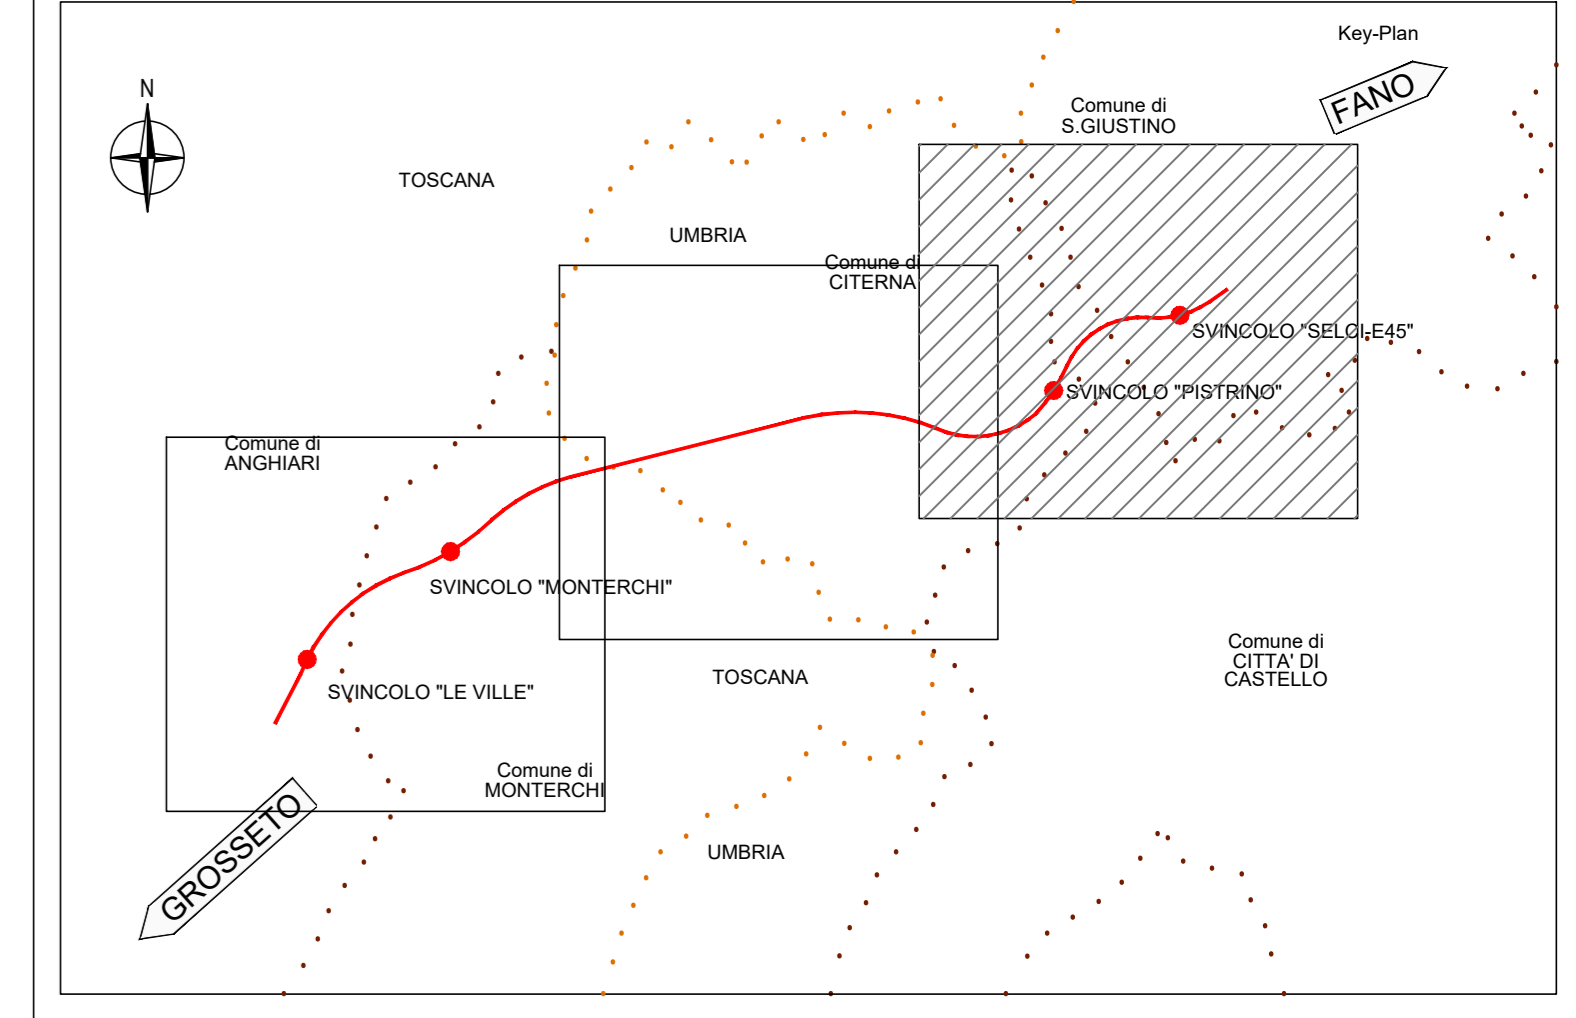 Key-Plan
FANO
N
Comune di
S.GIUSTINO
TOSCANA
UMBRIA
Comune di
CITERNA
SVINCOLO "SELCI-E45"
SVINCOLO "PISTRINO"
Comune di
ANGHIARI
SVINCOLO "MONTERCHI"
Comune di
CITTA' DI
CASTELLO
TOSCANA
SVINCOLO "LE VILLE"
Comune di
MONTERCHI
GROSSETO
UMBRIA